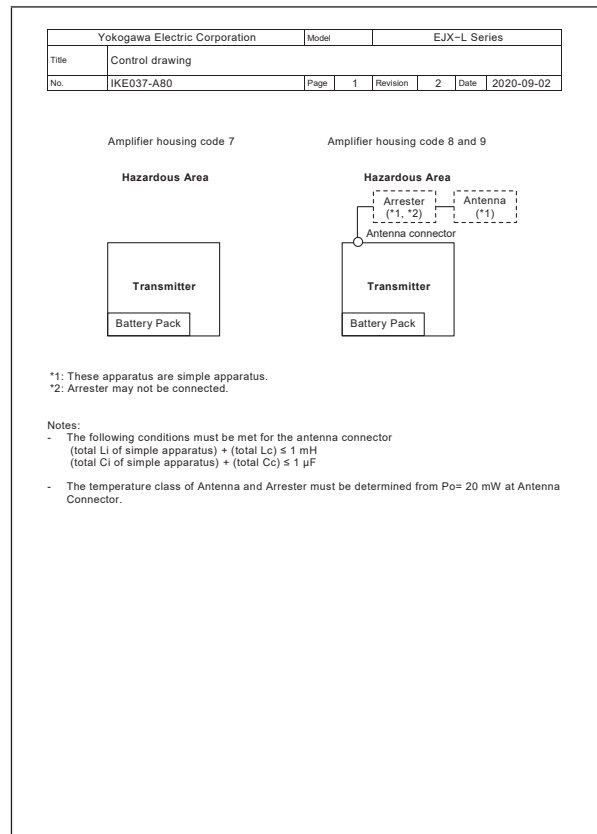 Yokogawa Electric Corporation Model EJX-L Series
Title Control drawing
No. IKE037-A80 Page 1 Revision 2 Date 2020-09-02
Amplifier housing code 7
Amplifier housing code 8 and 9
Hazardous Area
Hazardous Area
Arrester
(*1, *2)
Antenna
(*1)
Antenna connector
Transmitter
Transmitter
Battery Pack
Battery Pack
*1: These apparatus are simple apparatus.
*2: Arrester may not be connected.
Notes:
- The following conditions must be met for the antenna connector
(total Li of simple apparatus) + (total Lc) ≤ 1 mH
(total Ci of simple apparatus) + (total Cc) ≤ 1 µF
- The temperature class of Antenna and Arrester must be determined from Po= 20 mW at Antenna
Connector.